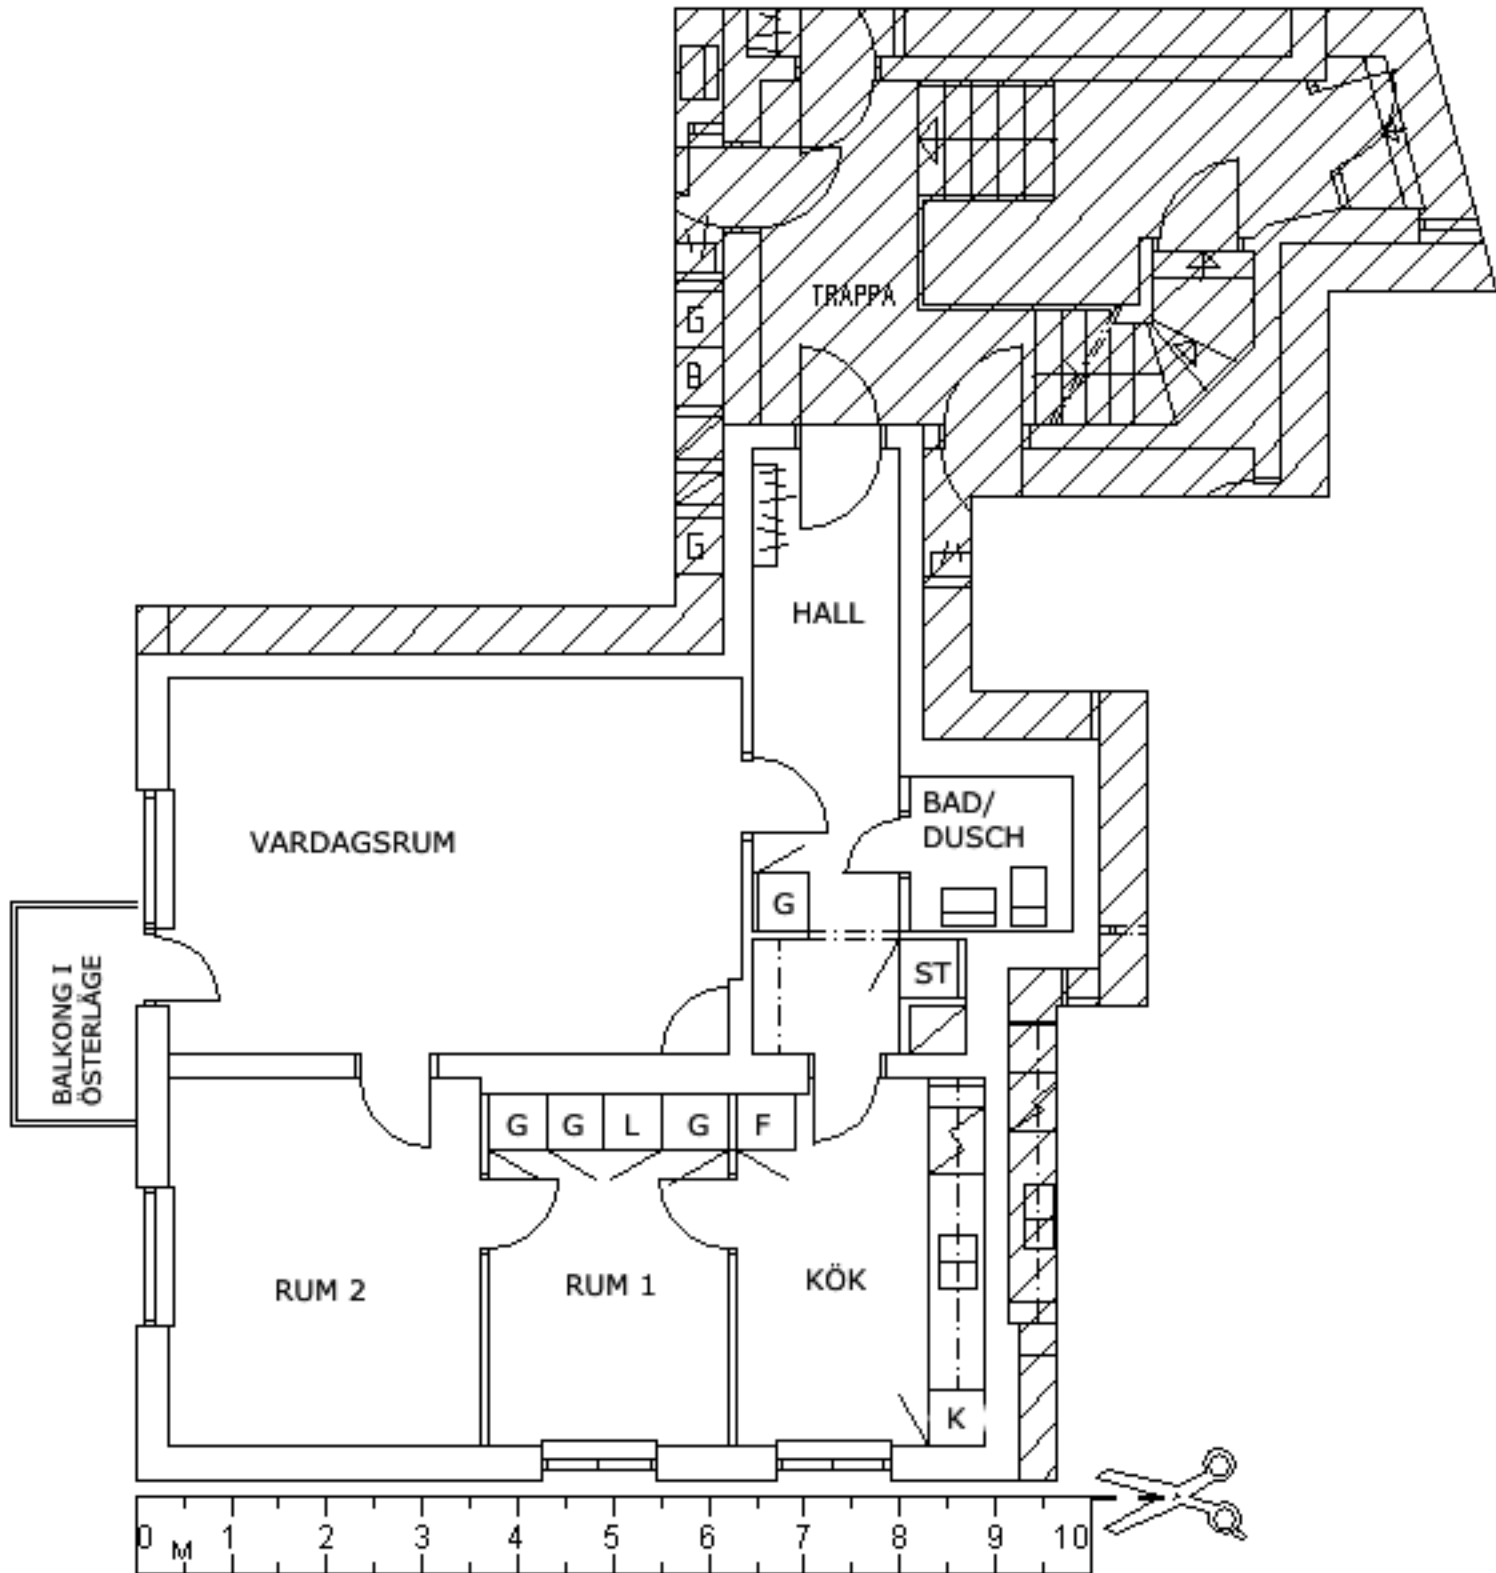 TRAPPA
G
B
G
HALL
BAD/
DUSCH
VARDAGSRUM
G
ST
BALKONG I
ÖSTERLÄGE
G G L G F
RUM 2
RUM 1
KÖK
K
0 1 2 3 4 5 6 7 8 9 10
M